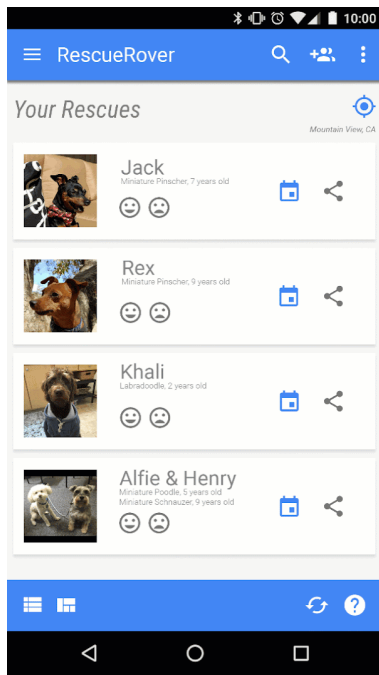 10:00
RescueRover
Your Rescues
Mountain View, CA
Jack
Miniature Pinscher, 7 years old
Rex
Miniature Pinscher, 9 years old
Khali
Labradoodle, 2 years old
Alfie & Henry
Miniature Poodle, 5 years old
Miniature Schnauzer, 9 years old
?